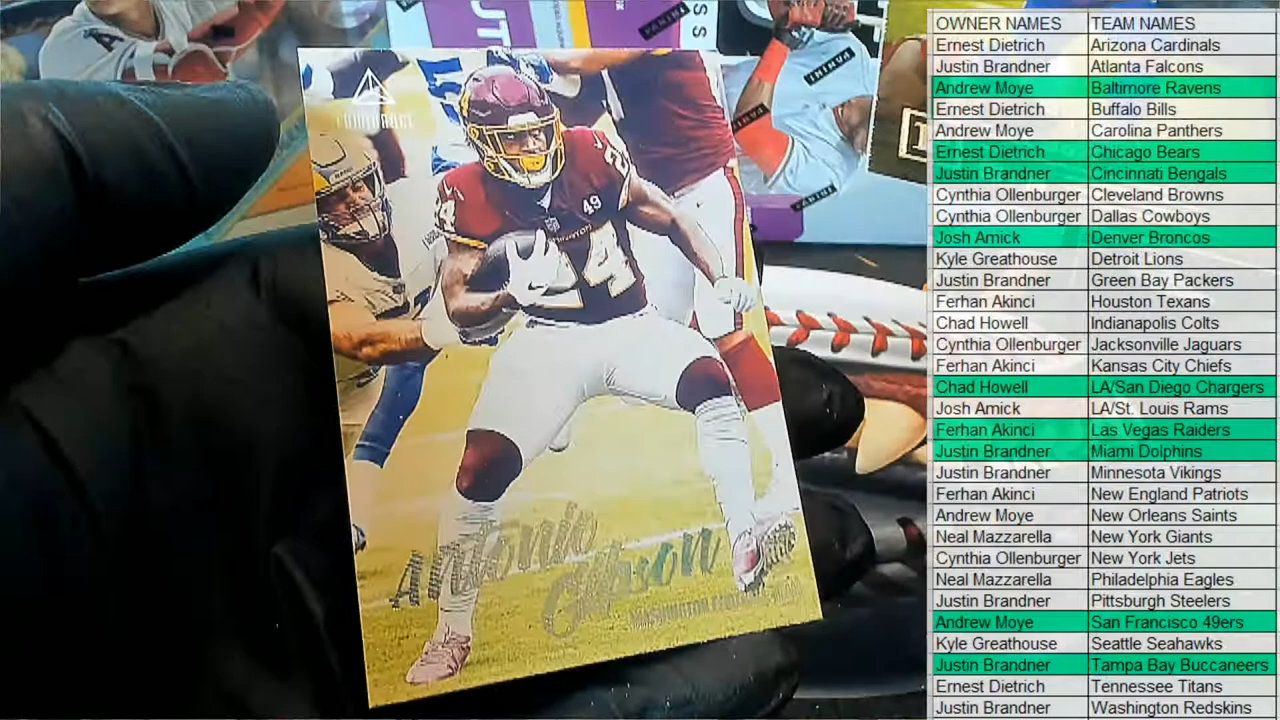 OWNER NAMES TEAM NAMES
Ernest Dietrich Arizona Cardinals
Justin Brandner Atlanta Falcons
Andrew Moye Baltimore Ravens
Ernest Dietrich Buffalo Bills
Andrew Moye Carolina Panthers
Ernest Dietrich Chicago Bears
Justin Brandner Cincinnati Bengals
Cynthia Ollenburger Cleveland Browns
Cynthia Ollenburger Dallas Cowboys
Josh Amick Denver Broncos
Kyle Greathouse Detroit Lions
Justin Brandner Green Bay Packers
Ferhan Akinci Houston Texans
Chad Howell Indianapolis Colts
Cynthia Ollenburger Jacksonville Jaguars
Ferhan Akinci Kansas City Chiefs
Chad Howell LA/San Diego Chargers
Josh Amick LA/St. Louis Rams
Ferhan Akinci Las Vegas Raiders
Justin Brandner Miami Dolphins
Justin Brandner Minnesota Vikings
Ferhan Akinci New England Patriots
Andrew Moye New Orleans Saints
Neal Mazzarella New York Giants
Cynthia Ollenburger New York Jets
Neal Mazzarella Philadelphia Eagles
Justin Brandner Pittsburgh Steelers
Andrew Moye San Francisco 49ers
Kyle Greathouse Seattle Seahawks
Justin Brandner Tampa Bay Buccaneers
Ernest Dietrich Tennessee Titans
Justin Brandner Washington Redskins
LUMINANCE
24
49
24
Antonio
Gibson
PANINI
PANINI
PANINI